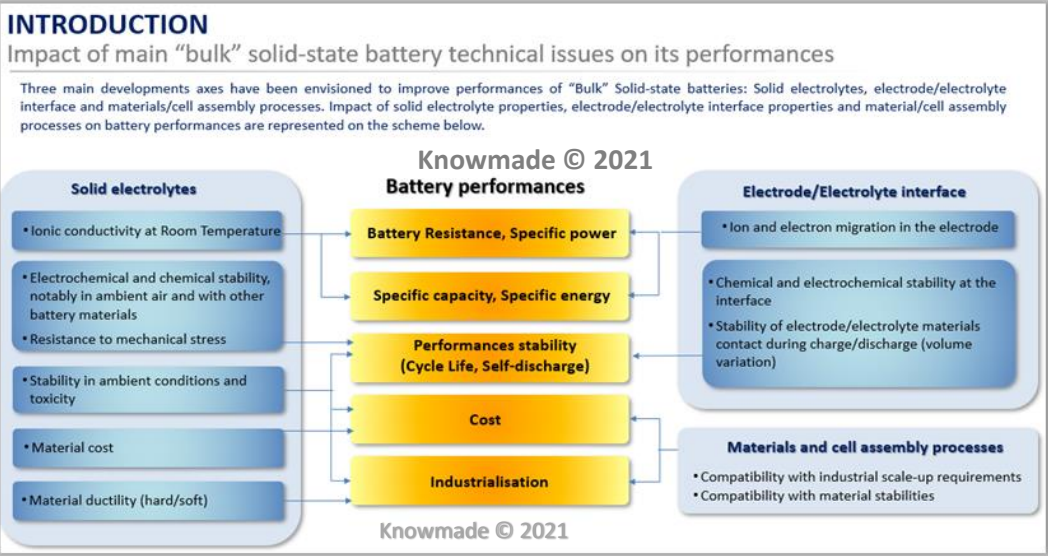 INTRODUCTION
Impact of main “bulk” solid-state battery technical issues on its performances
Three main developments axes have been envisioned to improve performances of “Bulk” Solid-state batteries: Solid electrolytes, electrode/electrolyte
interface and materials/cell assembly processes. Impact of solid electrolyte properties, electrode/electrolyte interface properties and material/cell assembly
processes on battery performances are represented on the scheme below.
Knowmade © 2021
Solid electrolytes
• Ionic conductivity at Room Temperature
• Electrochemical and chemical stability,
notably in ambient air and with other
battery materials
• Resistance to mechanical stress
• Stability in ambient conditions and
toxicity
• Material cost
• Material ductility (hard/soft)
Battery performances
Battery Resistance, Specific power
Specific capacity, Specific energy
Performances stability
(Cycle Life, Self-discharge)
Cost
Industrialisation
Electrode/Electrolyte interface
• Ion and electron migration in the electrode
• Chemical and electrochemical stability at the
interface
• Stability of electrode/electrolyte materials
contact during charge/discharge (volume
variation)
Materials and cell assembly processes
• Compatibility with industrial scale-up requirements
• Compatibility with material stabilities
Knowmade © 2021